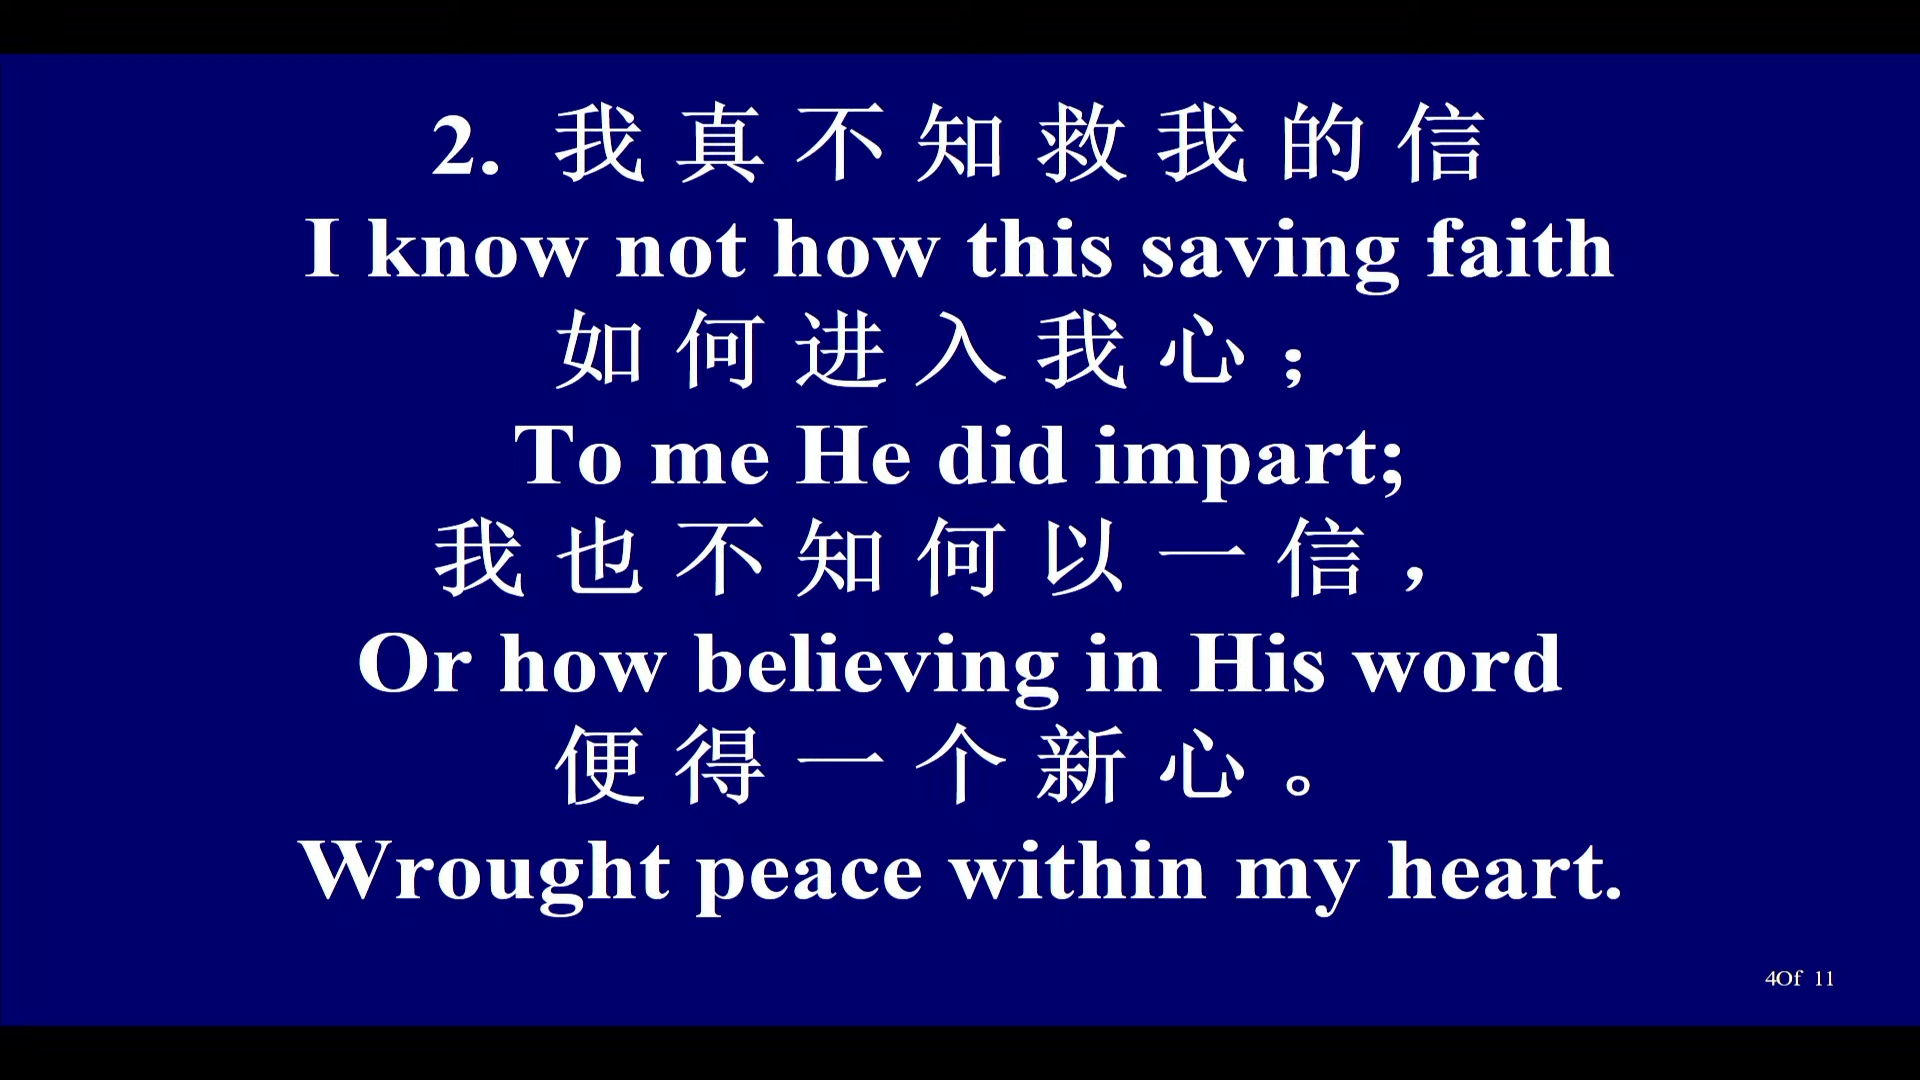 2. 我真不知救我的信
I know not how this saving faith
如何进入我心；
To me He did impart;
我也不知何以一信，
Or how believing in His word
便得一个新心。
Wrought peace within my heart.
4Of 11